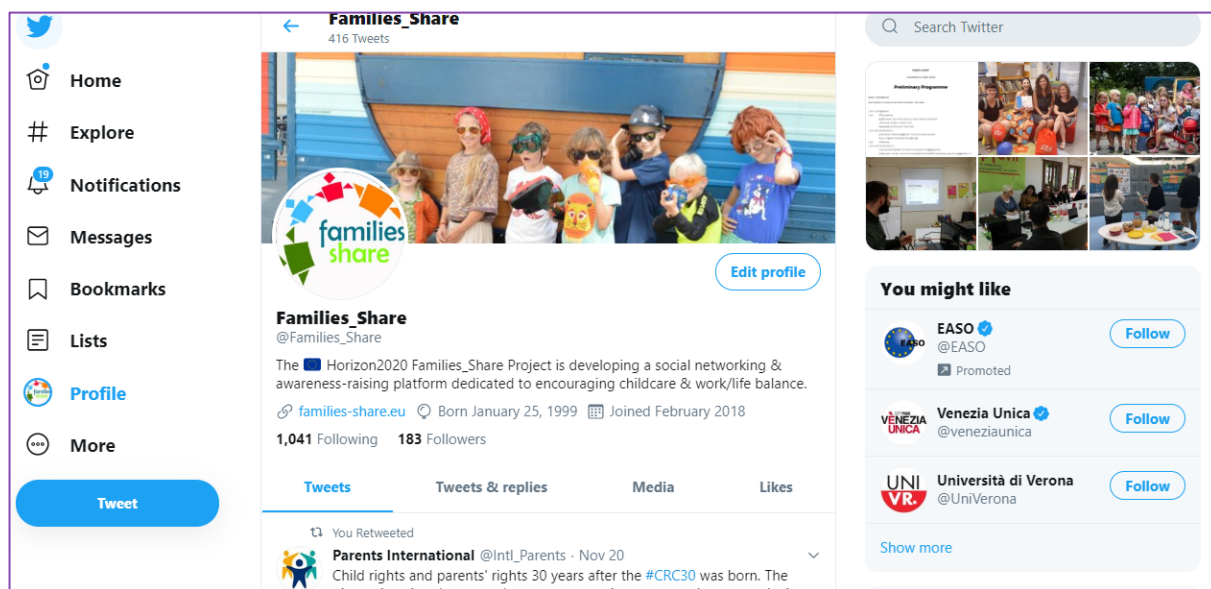 Families_Share
416 Tweets
Home
Explore
19
Notifications
Messages
Bookmarks
Lists
Profile
More
Tweet
families
share
Edit profile
Families_Share
@Families_Share
The Horizon2020 Families_Share Project is developing a social networking &
awareness-raising platform dedicated to encouraging childcare & work/life balance.
families-share.eu Born January 25, 1999 Joined February 2018
1,041 Following 183 Followers
Tweets Tweets & replies Media Likes
You Retweeted
Parents International @Intl_Parents · Nov 20
Child rights and parents' rights 30 years after the #CRC30 was born. The
Search Twitter
Preliminary Programme
You might like
EASO
EASO
@EASO
Promoted
Follow
VENEZIA
UNICA
Venezia Unica
@veneziaunica
Follow
UNI
VR.
Università di Verona
@UniVerona
Follow
Show more